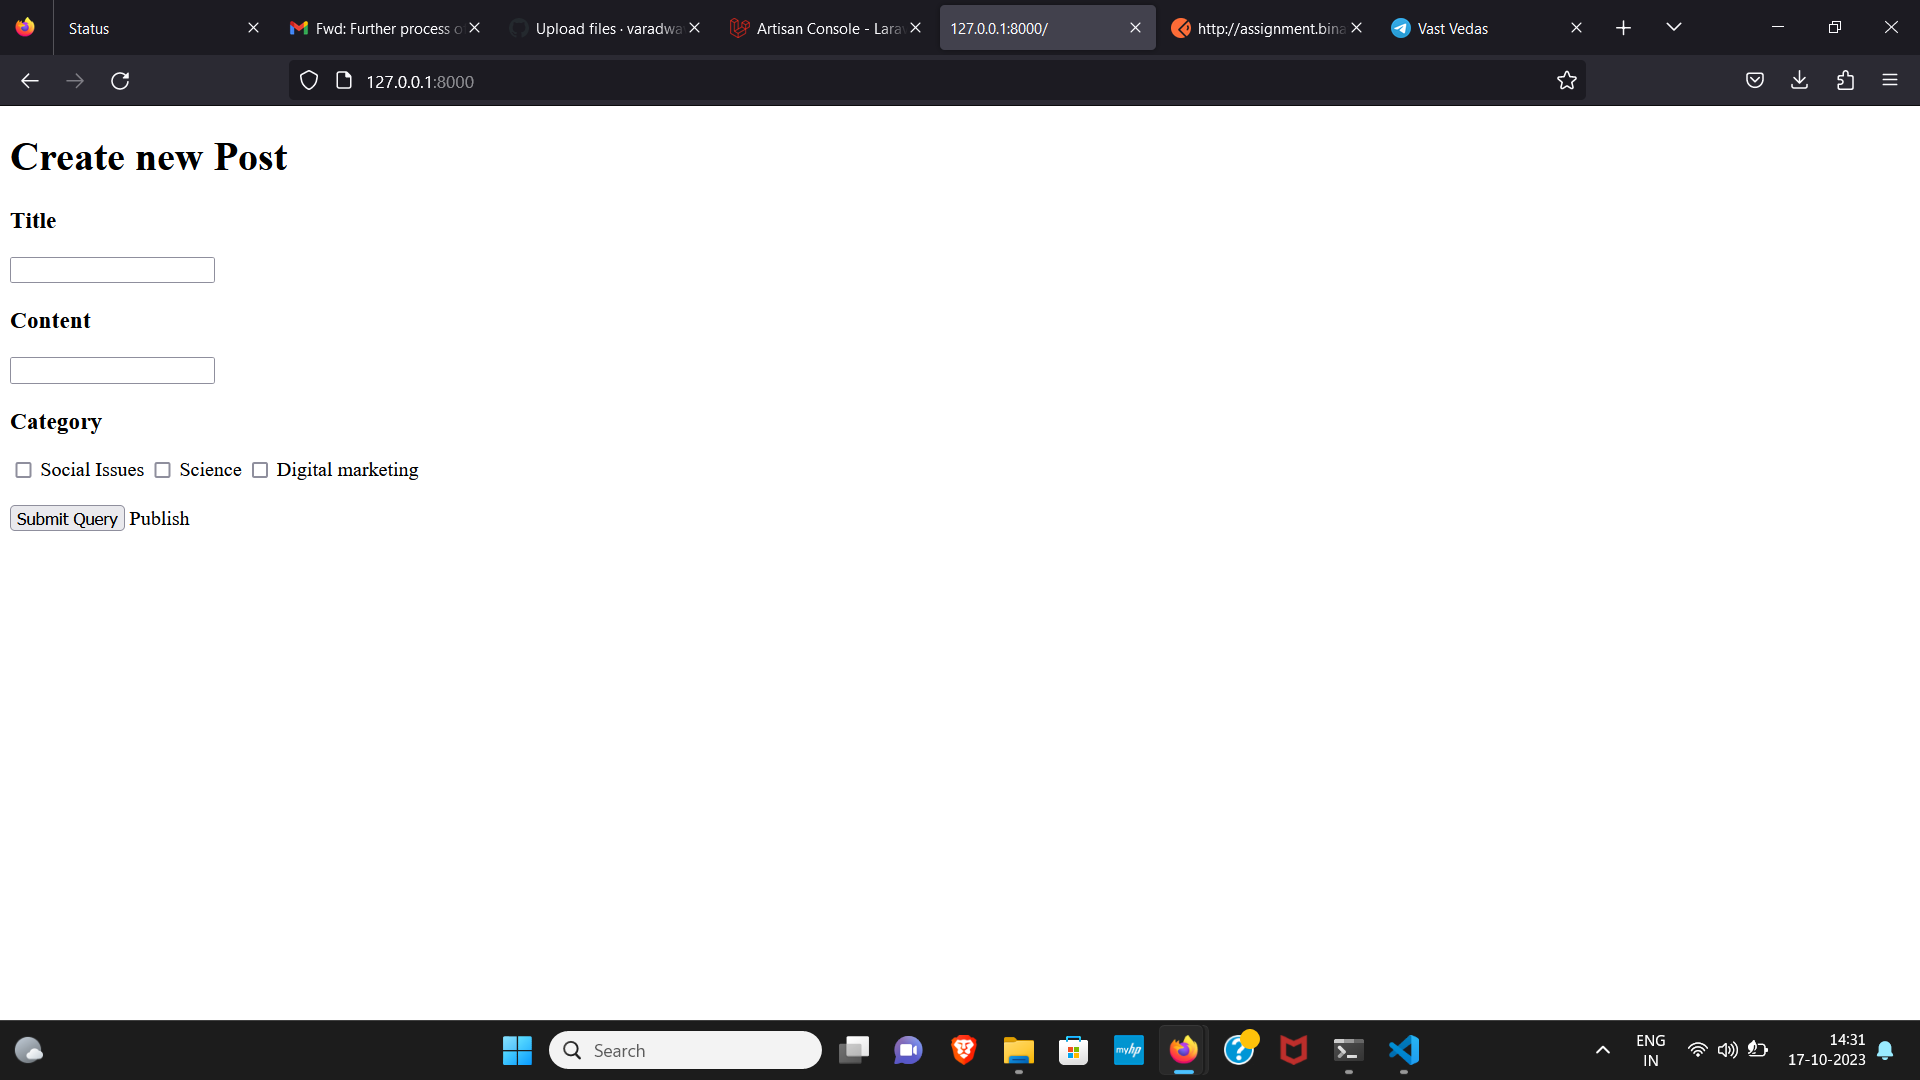 Status
Fwd: Further process o
Upload files · varadwa
Artisan Console - Larav
127.0.0.1:8000/
http://assignment.bina
Vast Vedas
127.0.0.1:8000
Create new Post
Title
Content
Category
Social Issues Science Digital marketing
Submit Query Publish
Search
myhp
ENG
IN
14:31
17-10-2023